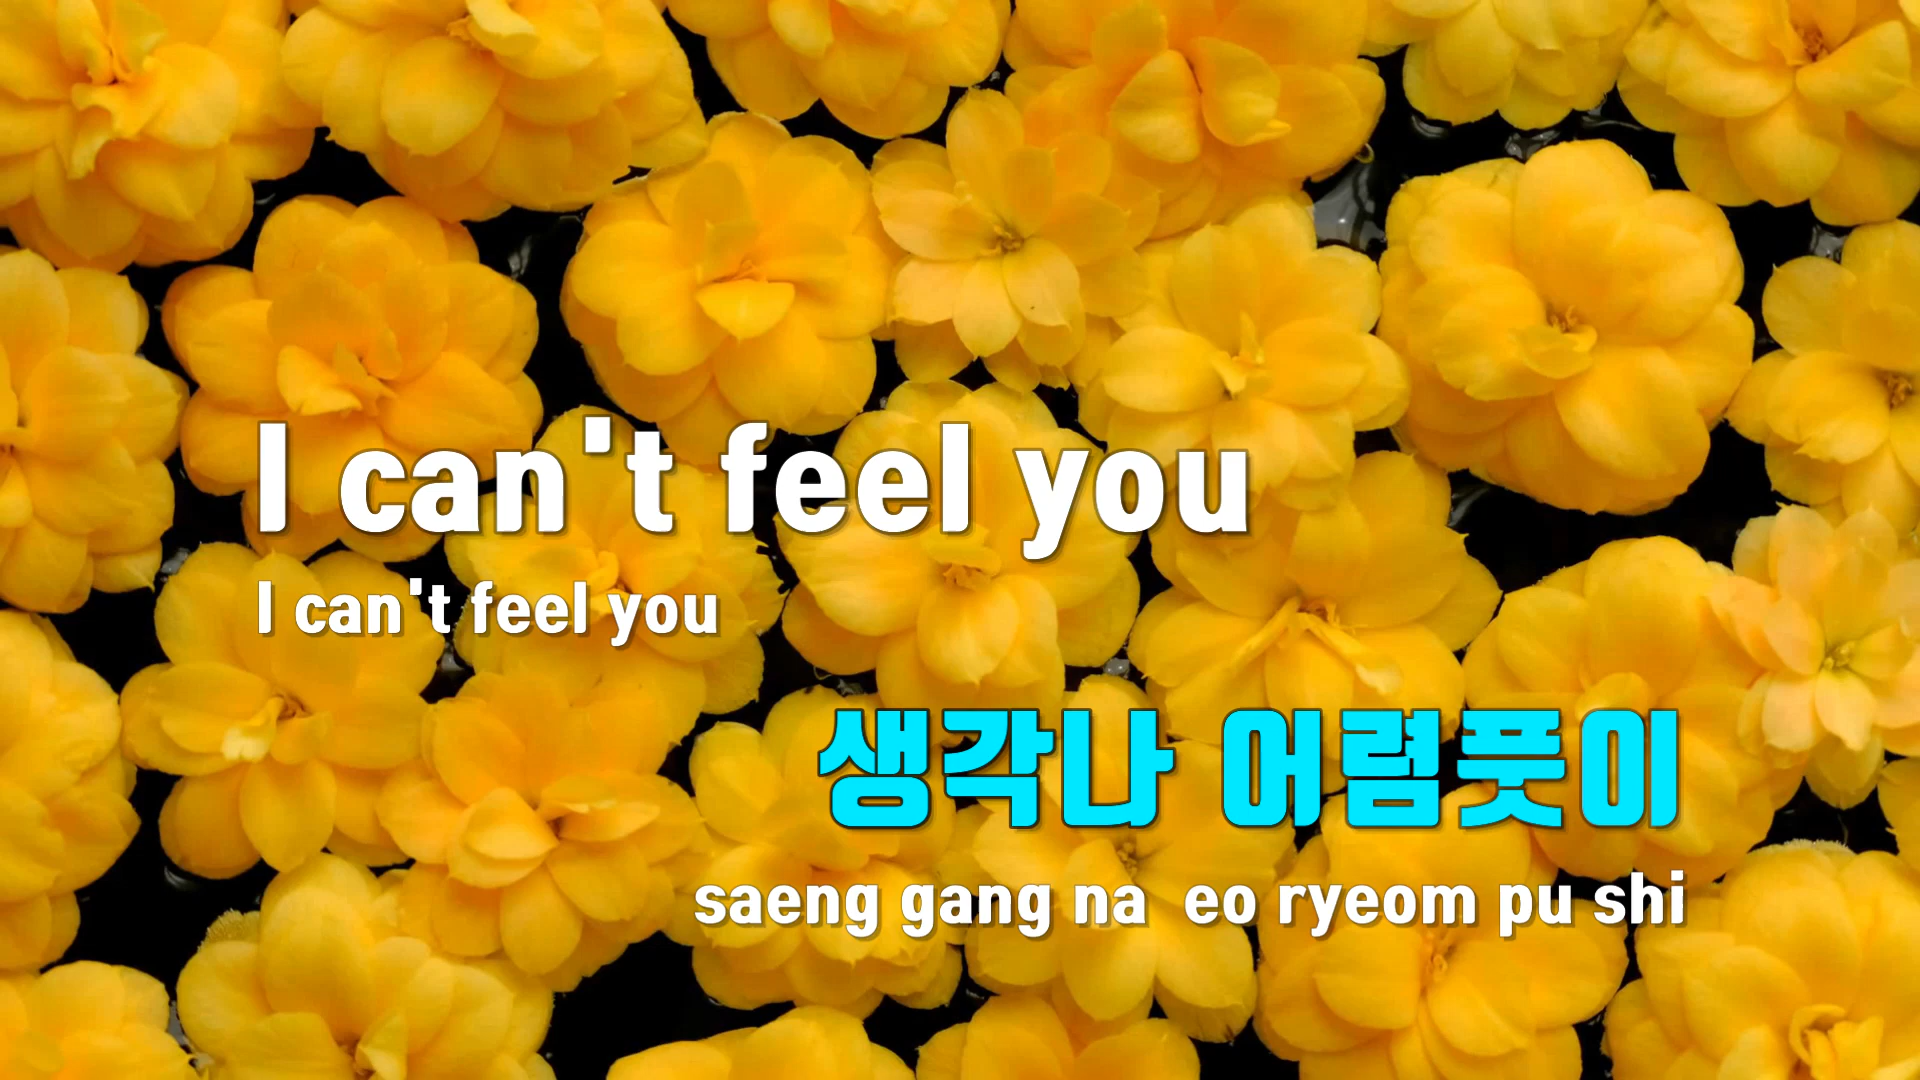 I can't feel you
I can't feel you
생각나 어렴풋이
saeng gang na  eo ryeom pu shi